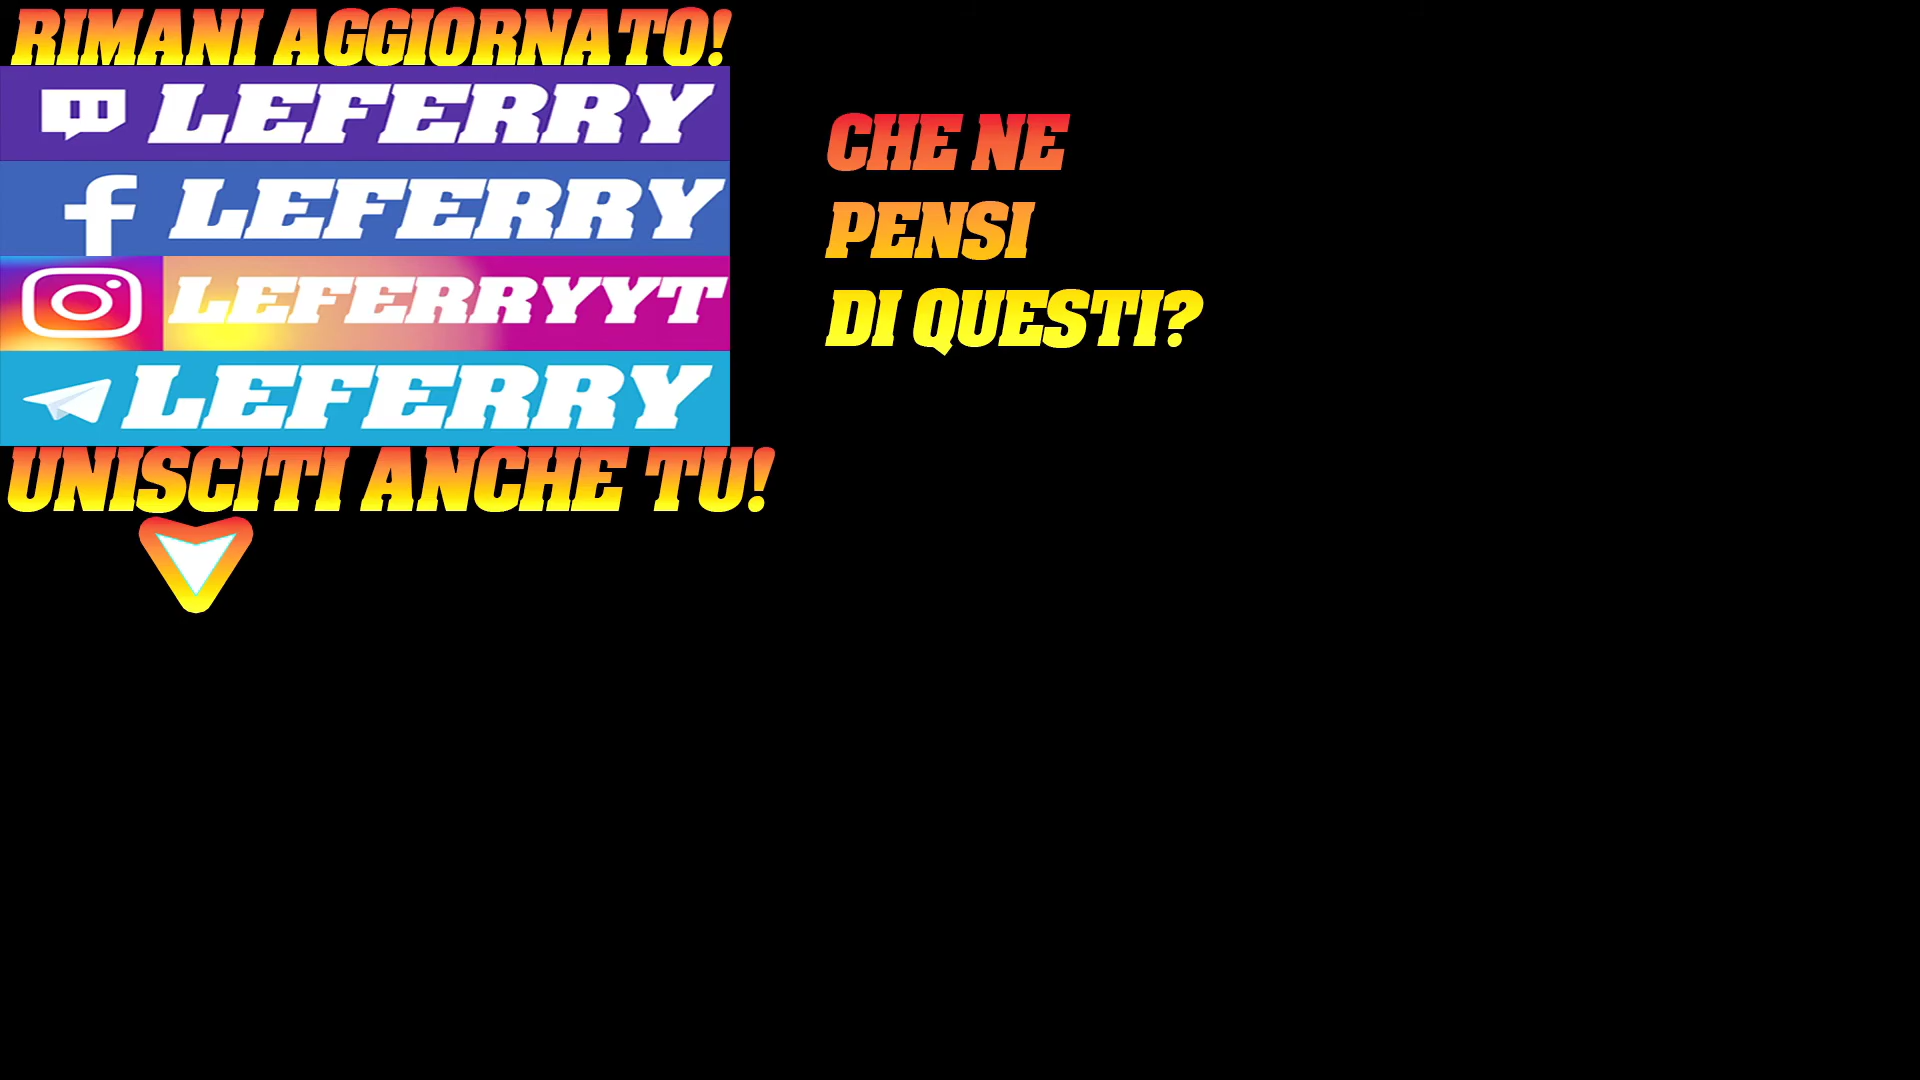 RIMANI AGGIORNATO!
LEFERRY
LEFERRY
LEFERRYYT
LEFERRY
UNISCITI ANCHE TU!
CHE NE
PENSI
DI QUESTI?